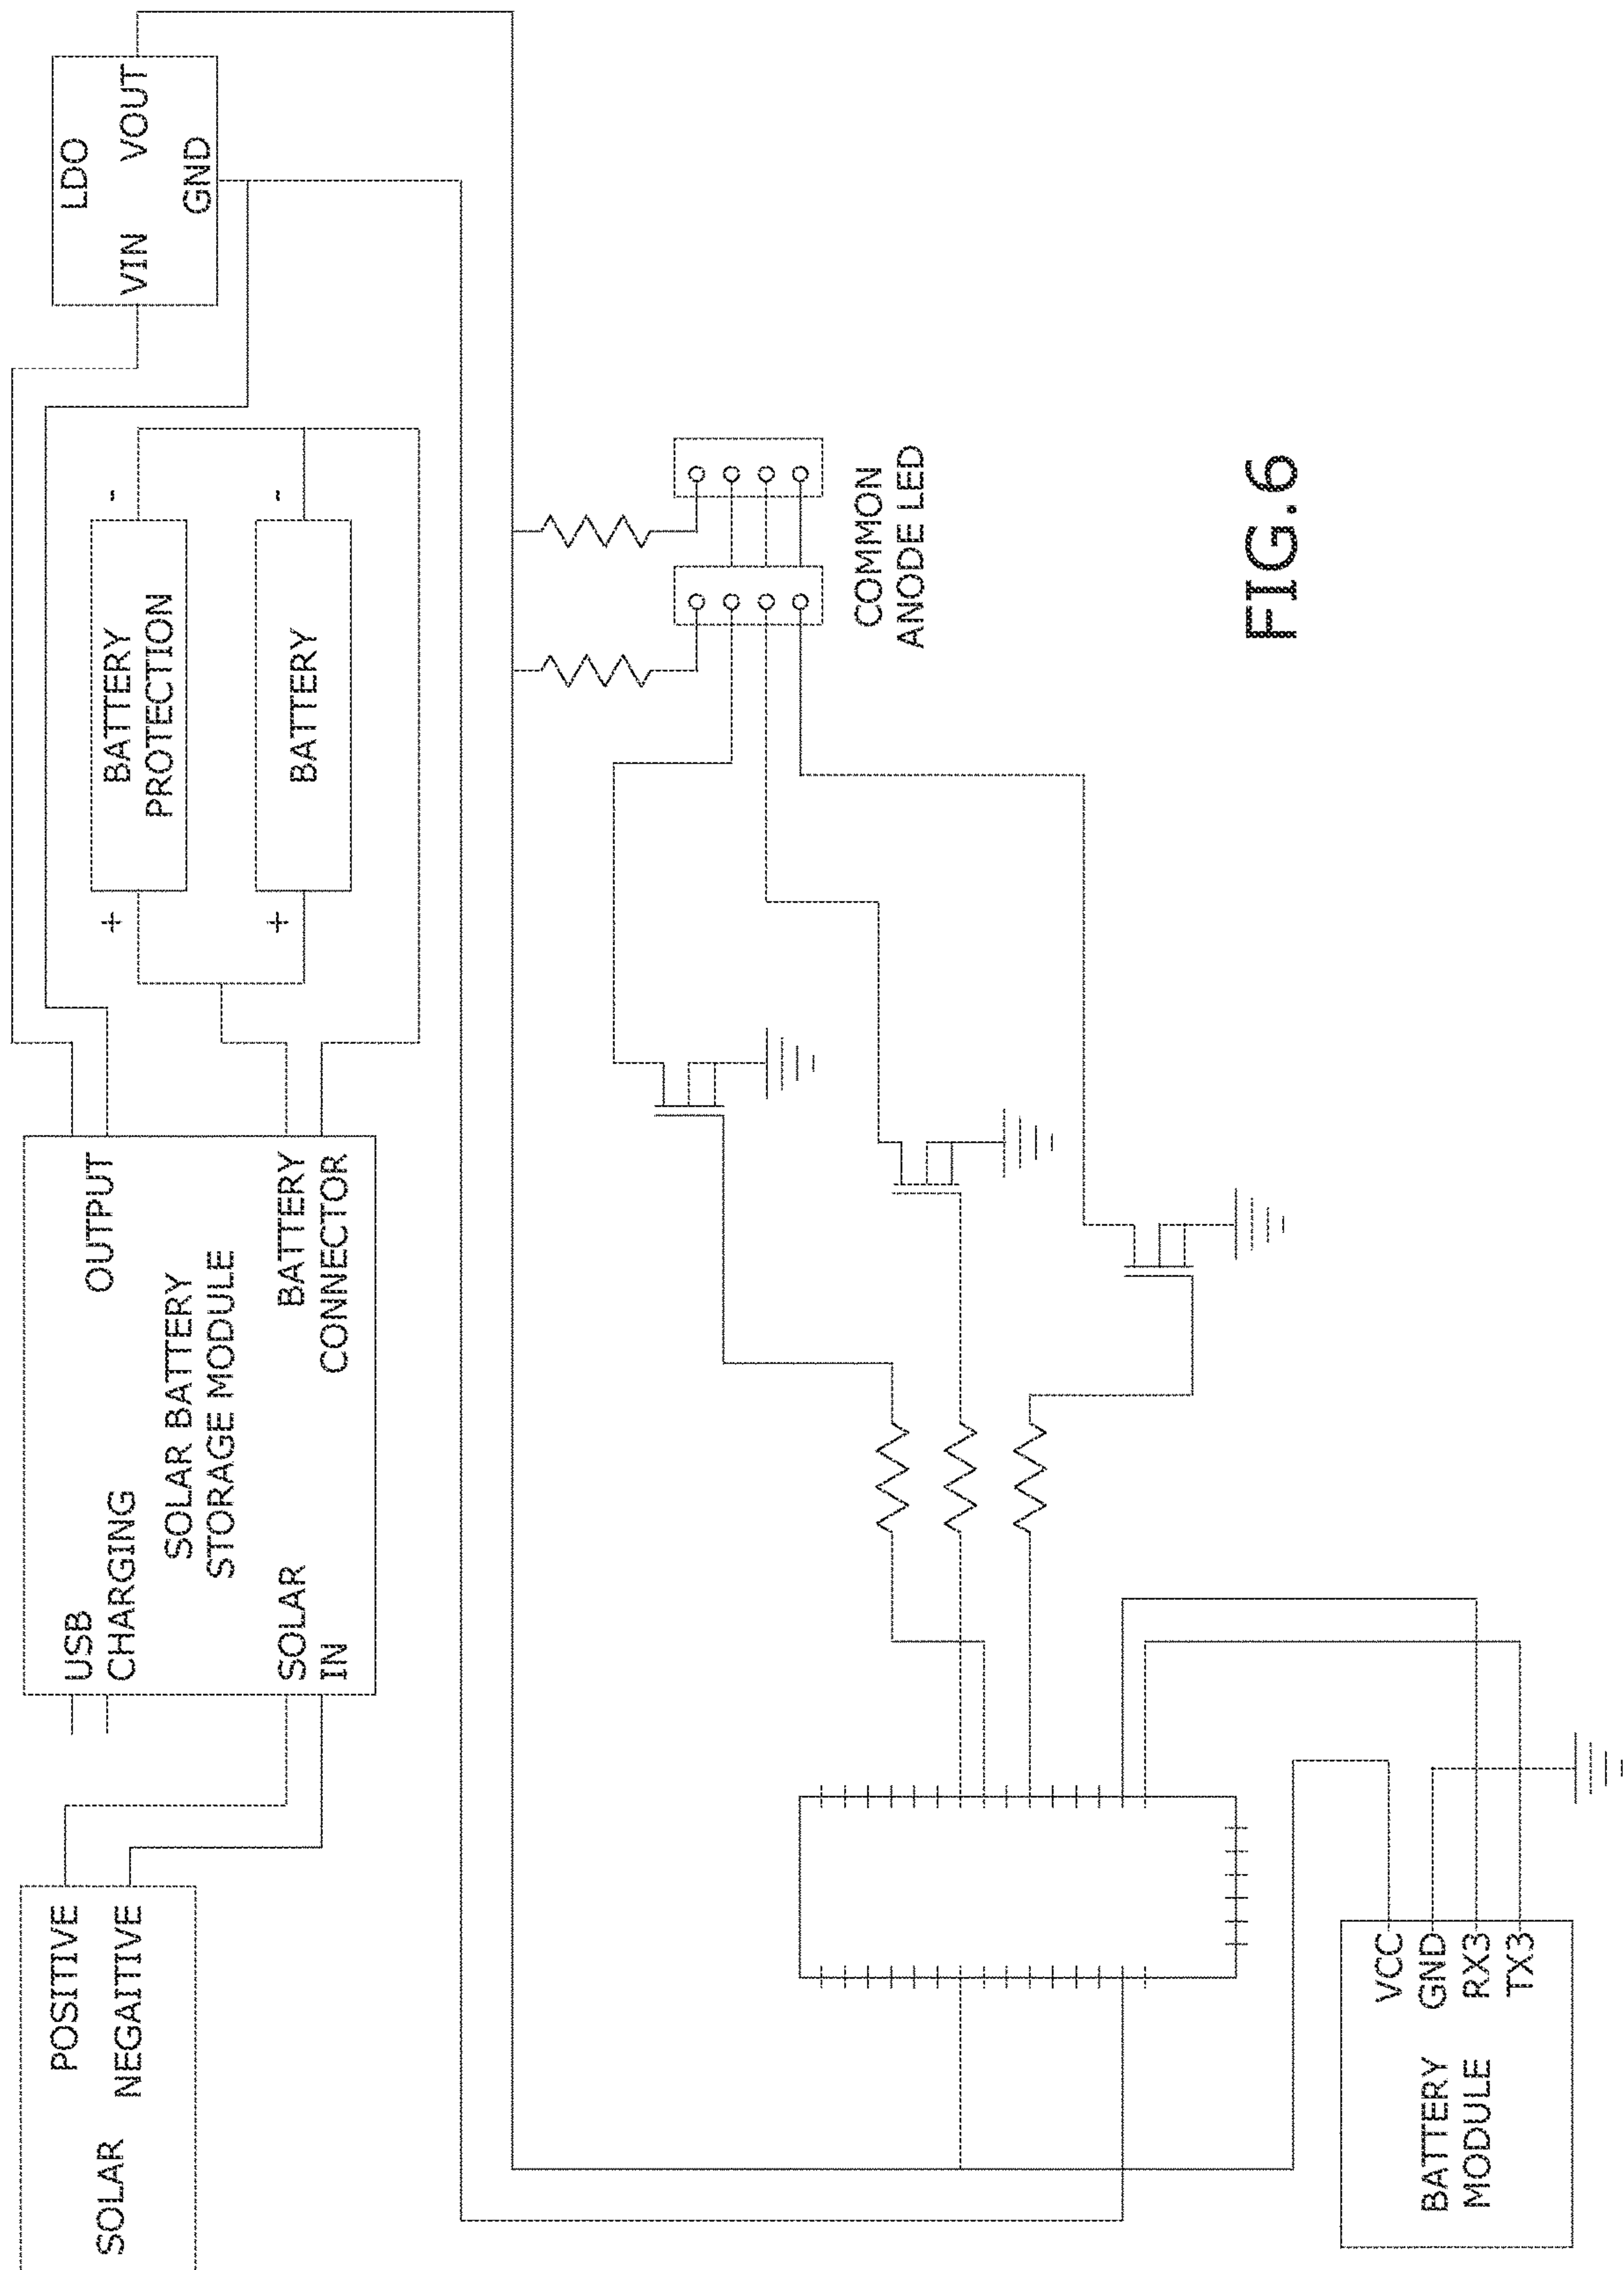 SOLAR
POSITIVE
NEGAITIVE
USB
CHARGING
OUTPUT
SOLAR BATTERY
STORAGE MODULE
SOLAR
IN
BATTERY
CONNECTOR
+ BATTERY -
PROTECTION
+ BATTERY -
LDO
VIN VOUT
GND
COMMON
ANODE LED
BATTERY
MODULE
VCC
GND
RX3
TX3
FIG.6